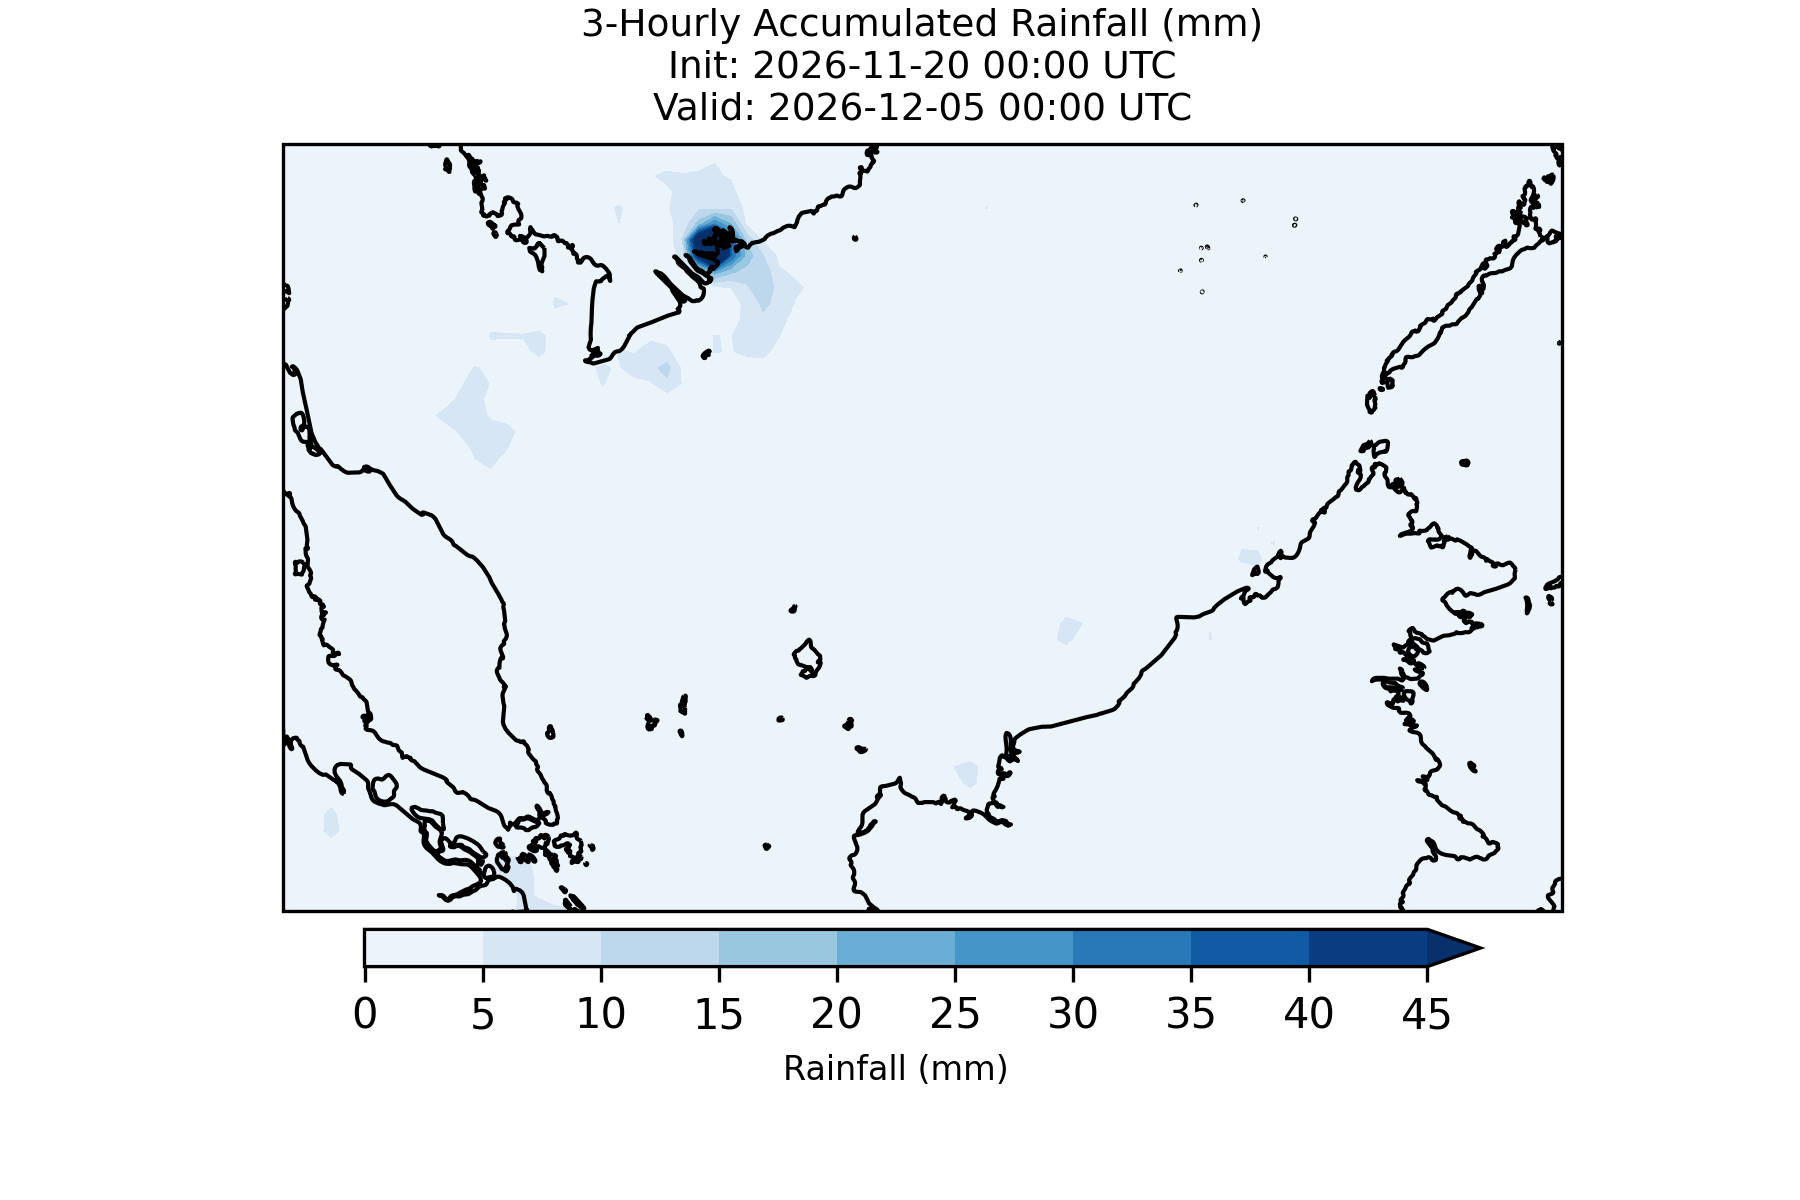 3-Hourly Accumulated Rainfall (mm)
Init: 2026-11-20 00:00 UTC
Valid: 2026-12-05 00:00 UTC
0 5 10 15 20 25 30 35 40 45
Rainfall (mm)